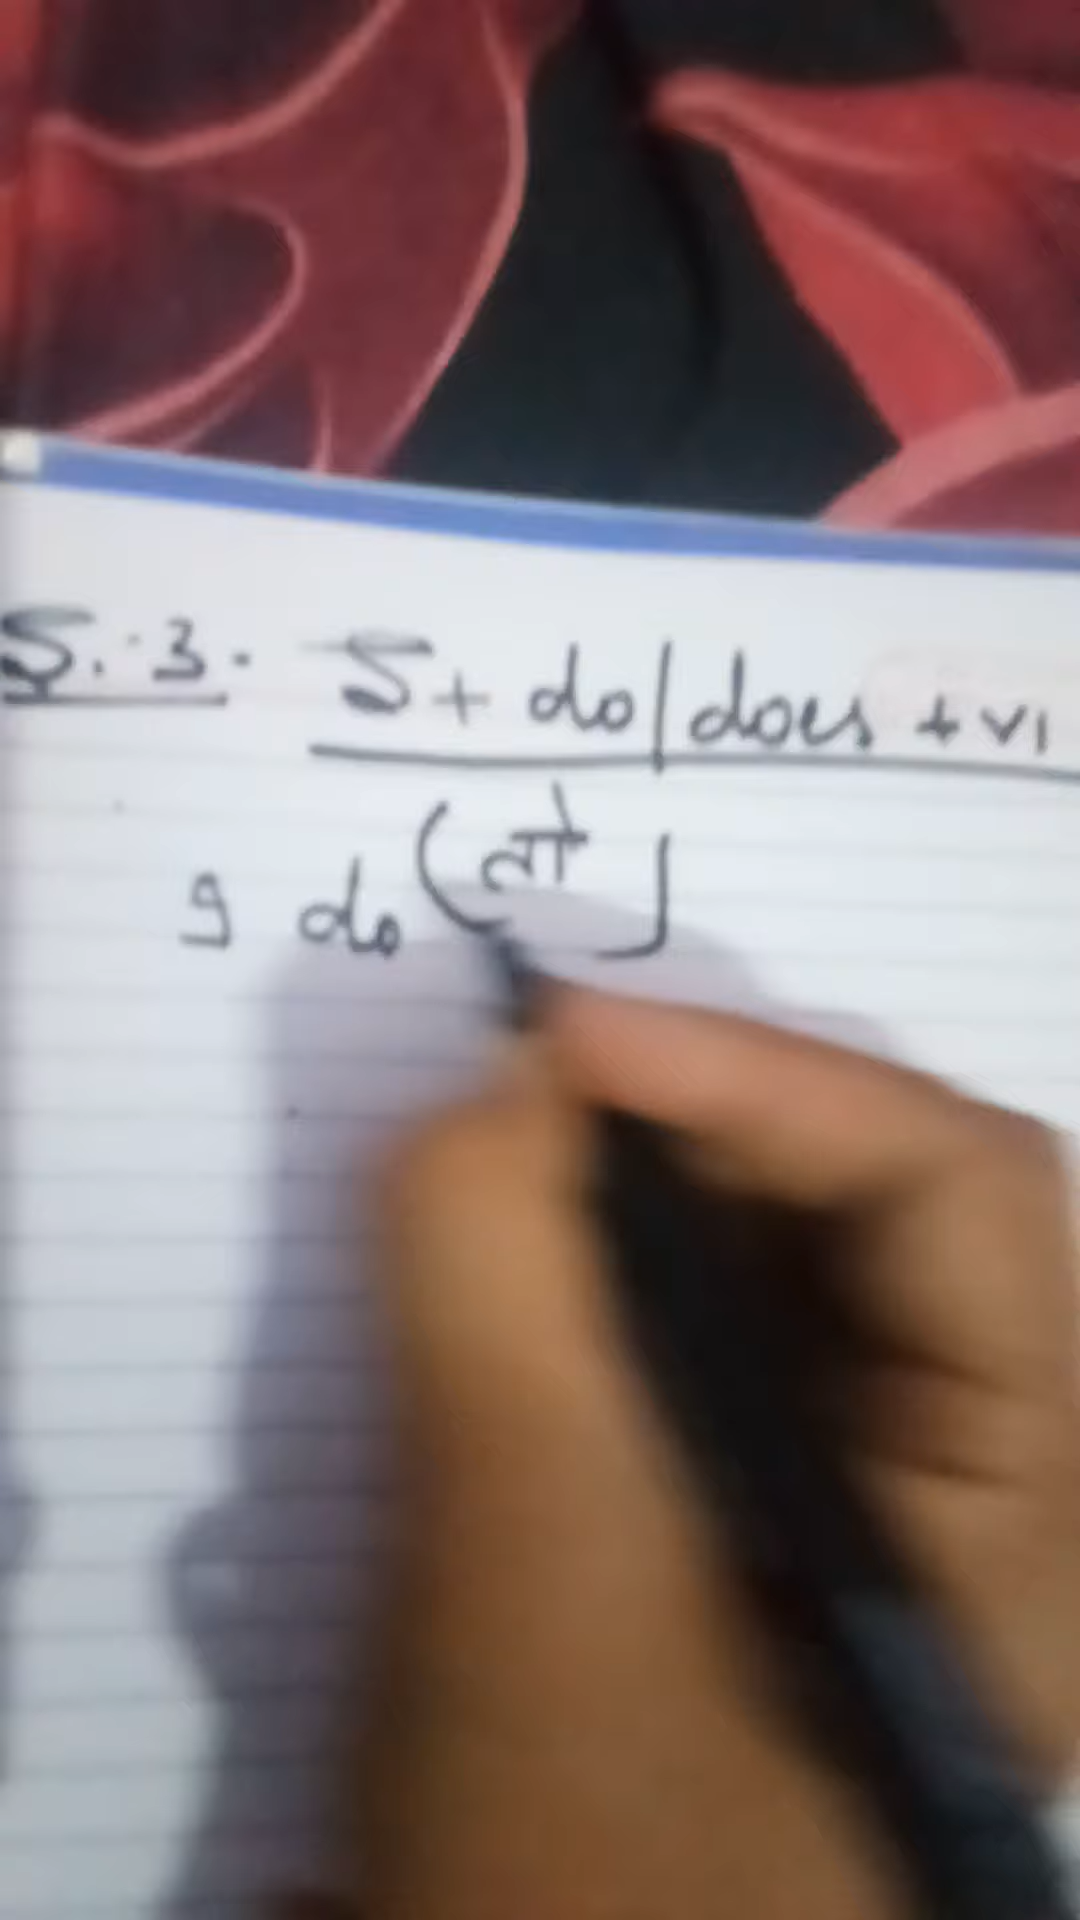 S. 3. S + do/does + v1
I do (तो)